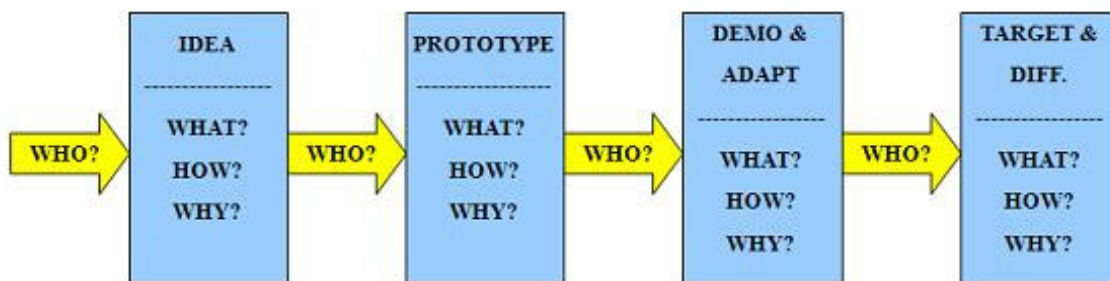 WHO?
IDEA
-----------------
WHAT?
HOW?
WHY?
WHO?
PROTOTYPE
------------------
WHAT?
HOW?
WHY?
WHO?
DEMO &
ADAPT
-----------------
WHAT?
HOW?
WHY?
WHO?
TARGET &
DIFF.
-----------------
WHAT?
HOW?
WHY?